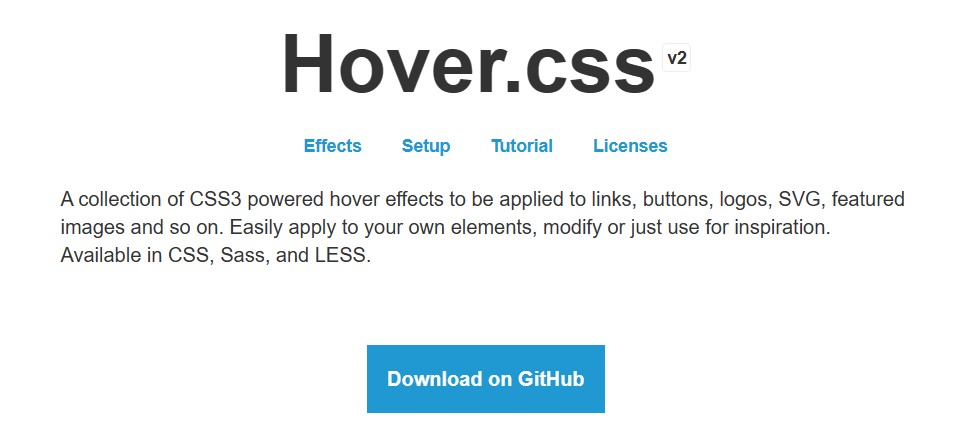 Hover.css v2
Effects Setup Tutorial Licenses
A collection of CSS3 powered hover effects to be applied to links, buttons, logos, SVG, featured
images and so on. Easily apply to your own elements, modify or just use for inspiration.
Available in CSS, Sass, and LESS.
Download on GitHub